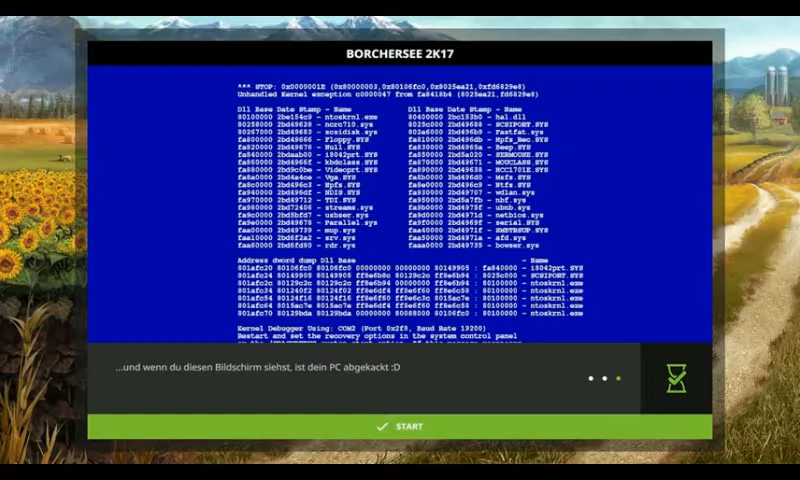 BORCHERSEE 2K17
*** STOP: 0x0000001E (0x80000003,0x80106fc0,0x8025ea21,0xfd6829e8)
Unhandled Kernel exception c0000047 from fa8418b4 (8025ea21,fd6829e8)
Dll Base Date Stamp - Name Dll Base Date Stamp - Name
80100000 2be154c9 - ntoskrnl.exe 80400000 2bc153b0 - hal.dll
80258000 2bd49628 - ncrc710.sys 8025c000 2bd49688 - SCSIPORT.SYS
80267000 2bd49683 - scsidisk.sys 802a6000 2bd496b9 - Fastfat.sys
fa800000 2bd49666 - Floppy.SYS fa810000 2bd496db - Hpfs_Rec.SYS
fa820000 2bd49676 - Null.SYS fa830000 2bd4965a - Beep.SYS
fa840000 2bdaab00 - i8042prt.SYS fa850000 2bd5a020 - SERMOUSE.SYS
fa860000 2bd4966f - kbdclass.SYS fa870000 2bd49671 - MOUCLASS.SYS
fa880000 2bd9c0be - Videoprt.SYS fa890000 2bd49638 - NCC1701E.SYS
fa8a0000 2bd4a4ce - Vga.SYS fa8b0000 2bd496d0 - Msfs.SYS
fa8c0000 2bd496c3 - Npfs.SYS fa8e0000 2bd496c9 - Ntfs.SYS
fa940000 2bd496df - NDIS.SYS fa930000 2bd49707 - wdlan.sys
fa970000 2bd49712 - TDI.SYS fa950000 2bd5a7fb - nbf.sys
fa980000 2bd72406 - streams.sys fa9b0000 2bd4975f - ubnb.sys
fa9c0000 2bd5bfd7 - usbser.sys fa9d0000 2bd4971d - netbios.sys
fa9e0000 2bd49678 - Parallel.sys fa9f0000 2bd4969f - serial.SYS
faa00000 2bd49739 - mup.sys faa40000 2bd4971f - SMBTRSUP.SYS
faa10000 2bd6f2a2 - srv.sys faa50000 2bd4971a - afd.sys
faa60000 2bd6fd80 - rdr.sys faaa0000 2bd49735 - bowser.sys
Address dword dump Dll Base - Name
801afc20 80106fc0 80106fc0 00000000 00000000 80149905 : fa840000 - i8042prt.SYS
801afc24 80149905 80149905 ff8e6b8c 80129c2c ff8e6b94 : 8025c000 - SCSIPORT.SYS
801afc2c 80129c2c 80129c2c ff8e6b94 00000000 ff8e6b94 : 80100000 - ntoskrnl.exe
801afc34 801240f2 80124f02 ff8e6df4 ff8e6f60 ff8e6c58 : 80100000 - ntoskrnl.exe
801afc54 80124f16 80124f16 ff8e6f60 ff8e6c3c 8015ac7e : 80100000 - ntoskrnl.exe
801afc64 8015ac7e 8015ac7e ff8e6df4 ff8e6f60 ff8e6c58 : 80100000 - ntoskrnl.exe
801afc70 80129bda 80129bda 00000000 80088000 80106fc0 : 80100000 - ntoskrnl.exe
Kernel Debugger Using: COM2 (Port 0x2f8, Baud Rate 19200)
Restart and set the recovery options in the system control panel
...und wenn du diesen Bildschirm siehst, ist dein PC abgekackt :D
START